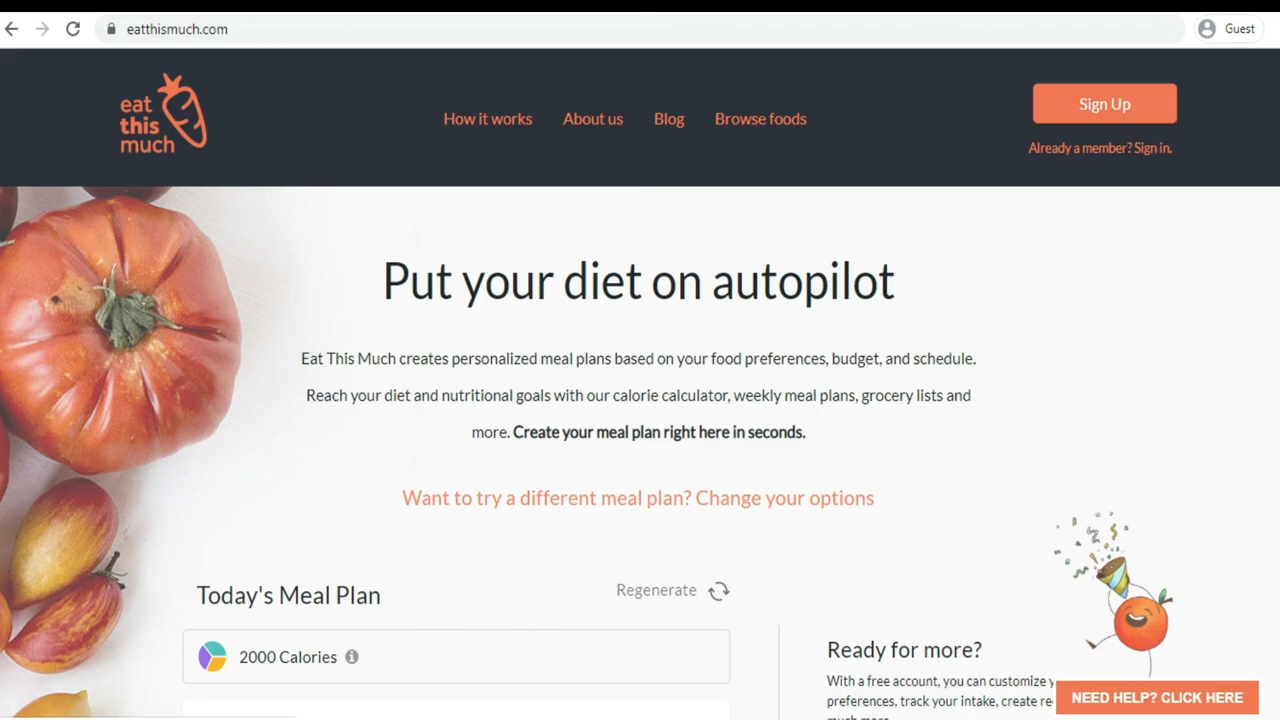 eatthismuch.com
Guest
eat
this
much
How it works
About us
Blog
Browse foods
Sign Up
Already a member? Sign in.
Put your diet on autopilot
Eat This Much creates personalized meal plans based on your food preferences, budget, and schedule.
Reach your diet and nutritional goals with our calorie calculator, weekly meal plans, grocery lists and
more. Create your meal plan right here in seconds.
Want to try a different meal plan? Change your options
Today's Meal Plan
Regenerate
2000 Calories
Ready for more?
With a free account, you can customize
preferences, track your intake, create
NEED HELP? CLICK HERE